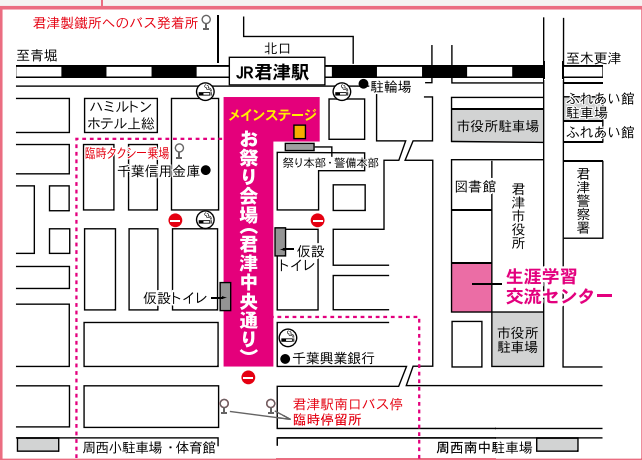 君津製鐵所へのバス発着所
至青堀
北口
JR君津駅
至木更津
駐輪場
ふれあい館
駐車場
ふれあい館
ハミルトン
ホテル上総
メインステージ
市役所駐車場
臨時タクシー乗場
祭り本部・警備本部
千葉信用金庫
お祭り会場(君津中央通り)
図書館
君津市役所
君津警察署
仮設
トイレ
仮設トイレ
生涯学習
交流センター
市役所
駐車場
千葉興業銀行
君津駅南口バス停
臨時停留所
周西小駐車場・体育館
周西南中駐車場